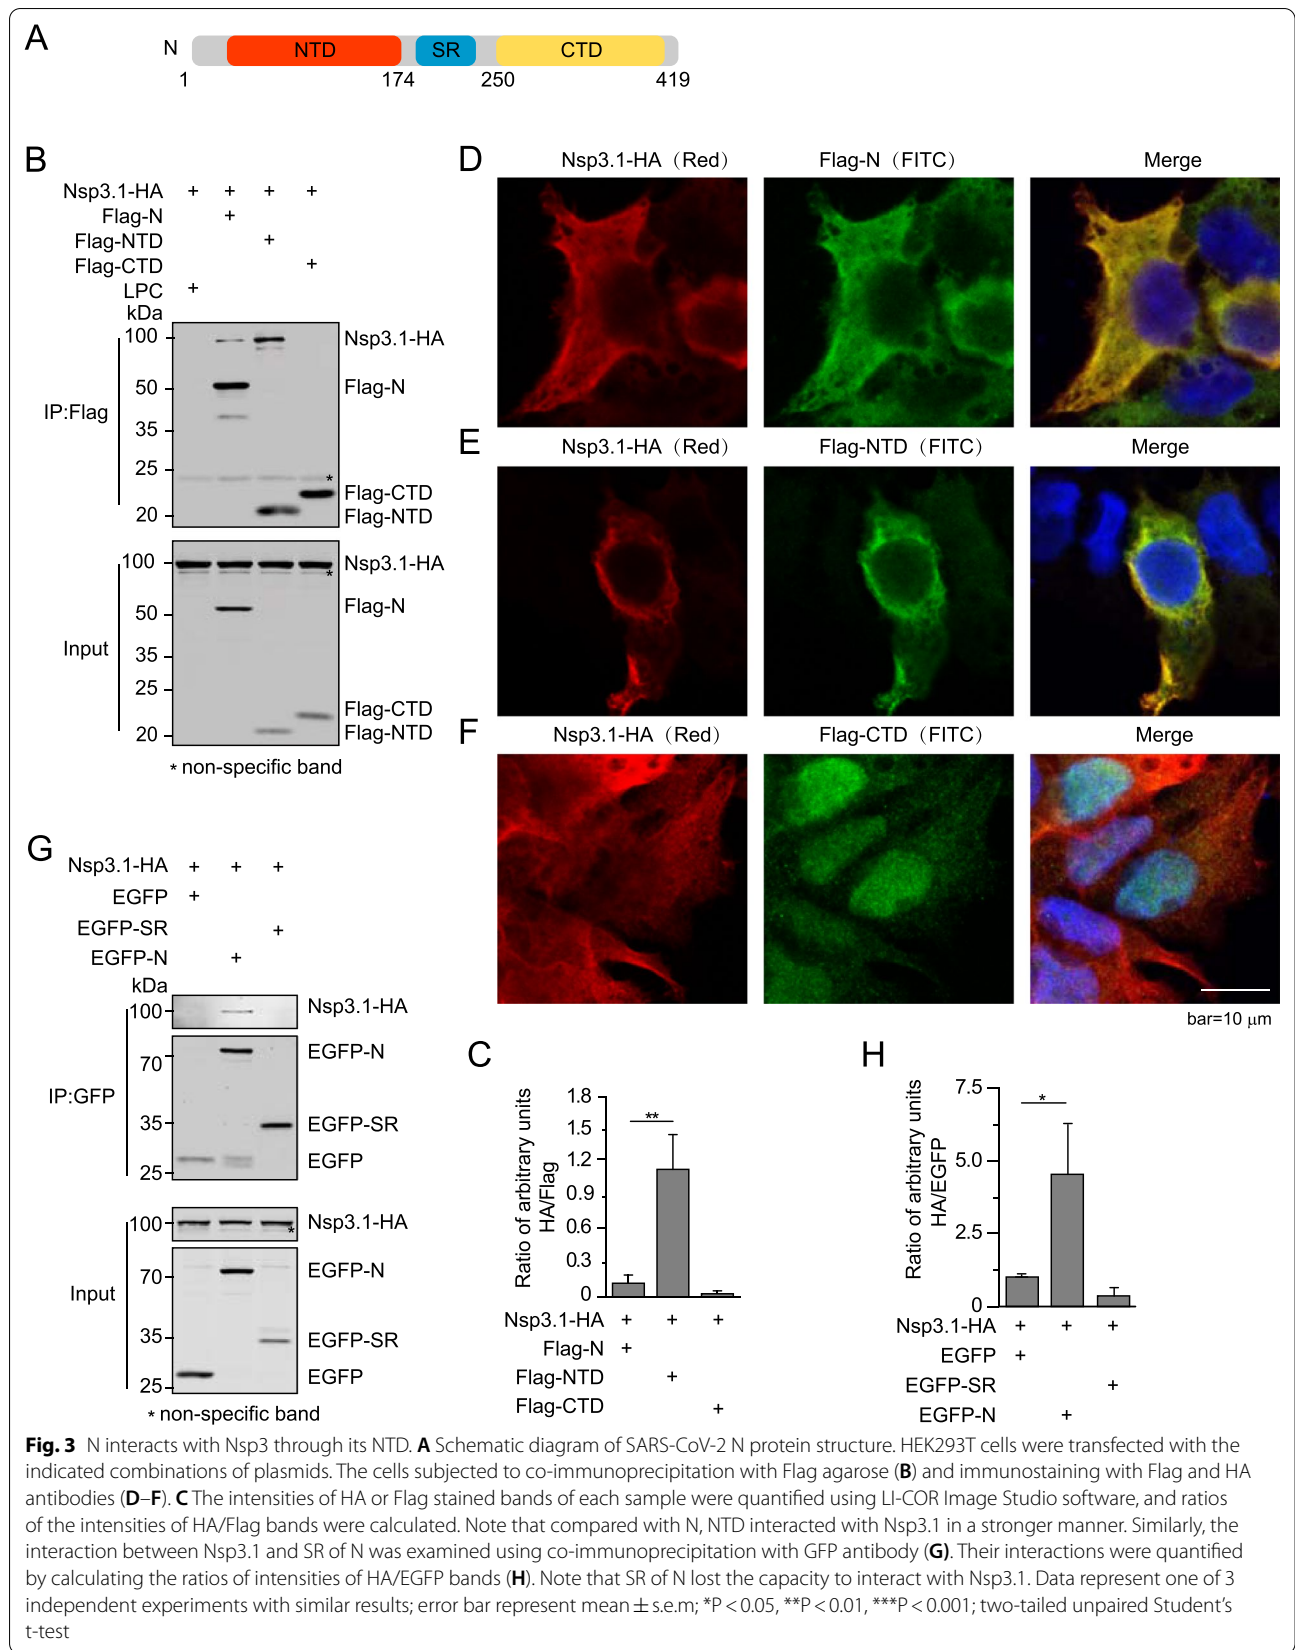 A
N
NTD
SR
CTD
1
174
250
419
B
Nsp3.1-HA + + + +
Flag-N +
Flag-NTD +
Flag-CTD +
LPC +
kDa
100
50
35
25
20
IP:Flag
Nsp3.1-HA
Flag-N
*
Flag-CTD
Flag-NTD
100
50
35
25
20
Input
Nsp3.1-HA
*
Flag-N
Flag-CTD
Flag-NTD
* non-specific band
D
Nsp3.1-HA（Red） Flag-N（FITC） Merge
E
Nsp3.1-HA（Red） Flag-NTD（FITC） Merge
F
Nsp3.1-HA（Red） Flag-CTD（FITC） Merge
bar=10 μm
G
Nsp3.1-HA + + +
EGFP +
EGFP-SR +
EGFP-N +
kDa
100
70
35
25
IP:GFP
Nsp3.1-HA
EGFP-N
EGFP-SR
EGFP
100
70
35
25
Input
Nsp3.1-HA
*
EGFP-N
EGFP-SR
EGFP
* non-specific band
C
Ratio of arbitrary units
HA/Flag
1.8
1.5
1.2
0.9
0.6
0.3
0
**
Nsp3.1-HA + + +
Flag-N +
Flag-NTD +
Flag-CTD +
H
Ratio of arbitrary units
HA/EGFP
7.5
5.0
2.5
0
*
Nsp3.1-HA + + +
EGFP +
EGFP-SR +
EGFP-N +
Fig. 3 N interacts with Nsp3 through its NTD. A Schematic diagram of SARS-CoV-2 N protein structure. HEK293T cells were transfected with the
indicated combinations of plasmids. The cells subjected to co-immunoprecipitation with Flag agarose (B) and immunostaining with Flag and HA
antibodies (D–F). C The intensities of HA or Flag stained bands of each sample were quantified using LI-COR Image Studio software, and ratios
of the intensities of HA/Flag bands were calculated. Note that compared with N, NTD interacted with Nsp3.1 in a stronger manner. Similarly, the
interaction between Nsp3.1 and SR of N was examined using co-immunoprecipitation with GFP antibody (G). Their interactions were quantified
by calculating the ratios of intensities of HA/EGFP bands (H). Note that SR of N lost the capacity to interact with Nsp3.1. Data represent one of 3
independent experiments with similar results; error bar represent mean ± s.e.m; *P < 0.05, **P < 0.01, ***P < 0.001; two-tailed unpaired Student's
t-test